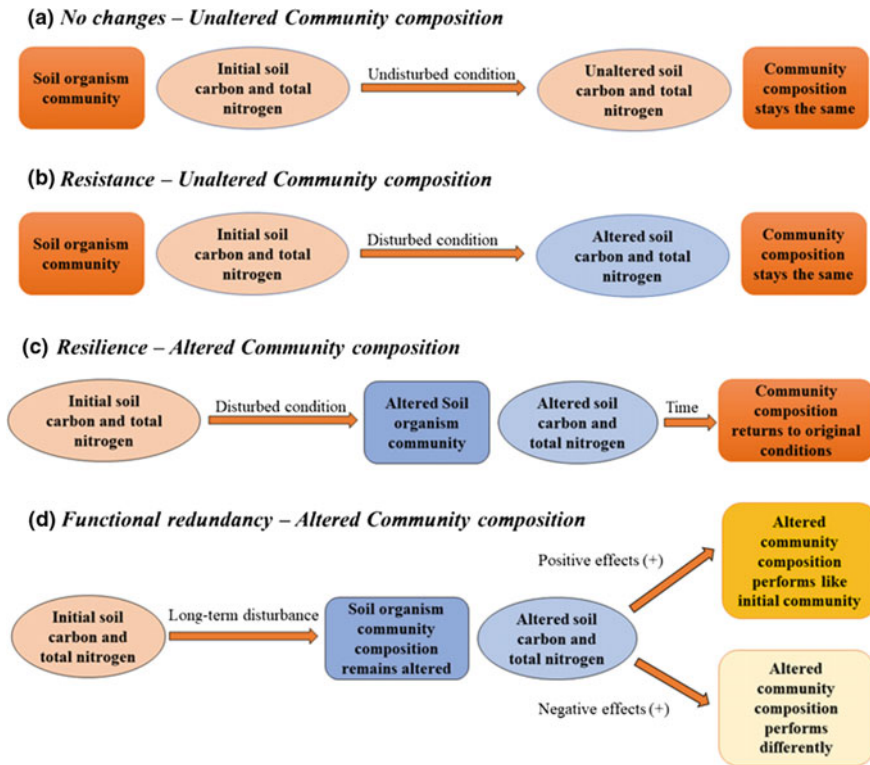 (a) No changes – Unaltered Community composition
Soil organism
community
Initial soil
carbon and total
nitrogen
Undisturbed condition
Unaltered soil
carbon and total
nitrogen
Community
composition
stays the same
(b) Resistance – Unaltered Community composition
Soil organism
community
Initial soil
carbon and total
nitrogen
Disturbed condition
Altered soil
carbon and total
nitrogen
Community
composition
stays the same
(c) Resilience – Altered Community composition
Initial soil
carbon and total
nitrogen
Disturbed condition
Altered Soil
organism
community
Altered soil
carbon and
total nitrogen
Time
Community
composition
returns to original
conditions
(d) Functional redundancy – Altered Community composition
Initial soil
carbon and
total nitrogen
Long-term disturbance
Soil organism
community
composition
remains altered
Altered soil
carbon and
total nitrogen
Positive effects (+)
Altered
community
composition
performs like
initial community
Negative effects (+)
Altered
community
composition
performs
differently